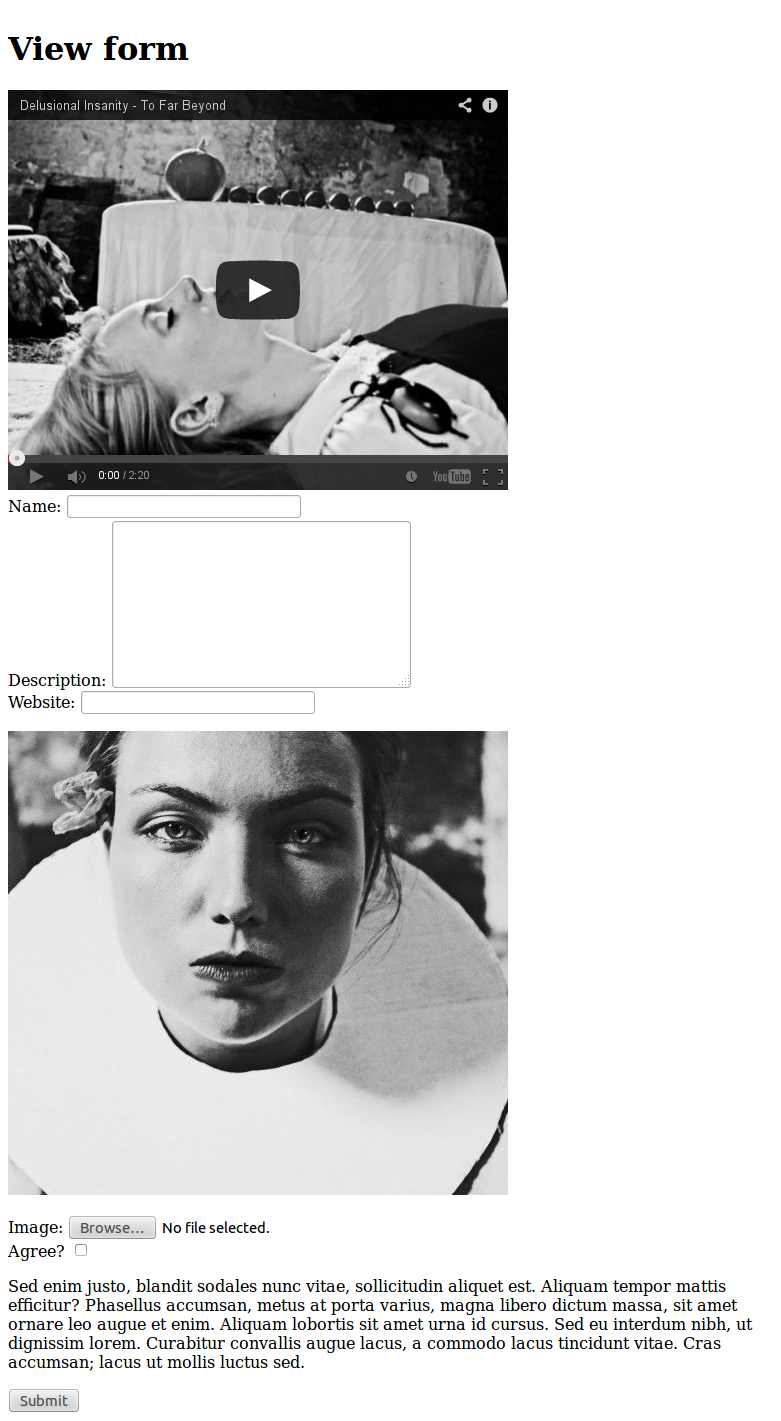 View form
Delusional Insanity - To Far Beyond
0:00 / 2:20
YouTube
Name:
Description:
Website:
Image: Browse... No file selected.
Agree?
Sed enim justo, blandit sodales nunc vitae, sollicitudin aliquet est. Aliquam tempor mattis
efficitur? Phasellus accumsan, metus at porta varius, magna libero dictum massa, sit amet
ornare leo augue et enim. Aliquam lobortis sit amet urna id cursus. Sed eu interdum nibh, ut
dignissim lorem. Curabitur convallis augue lacus, a commodo lacus tincidunt vitae. Cras
accumsan; lacus ut mollis luctus sed.
Submit